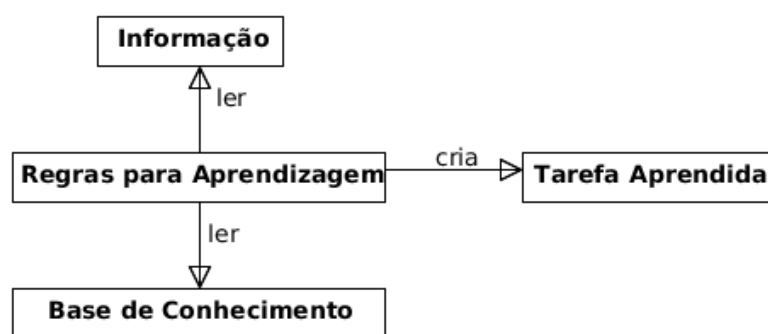 Informação
ler
Regras para Aprendizagem
cria
Tarefa Aprendida
ler
Base de Conhecimento